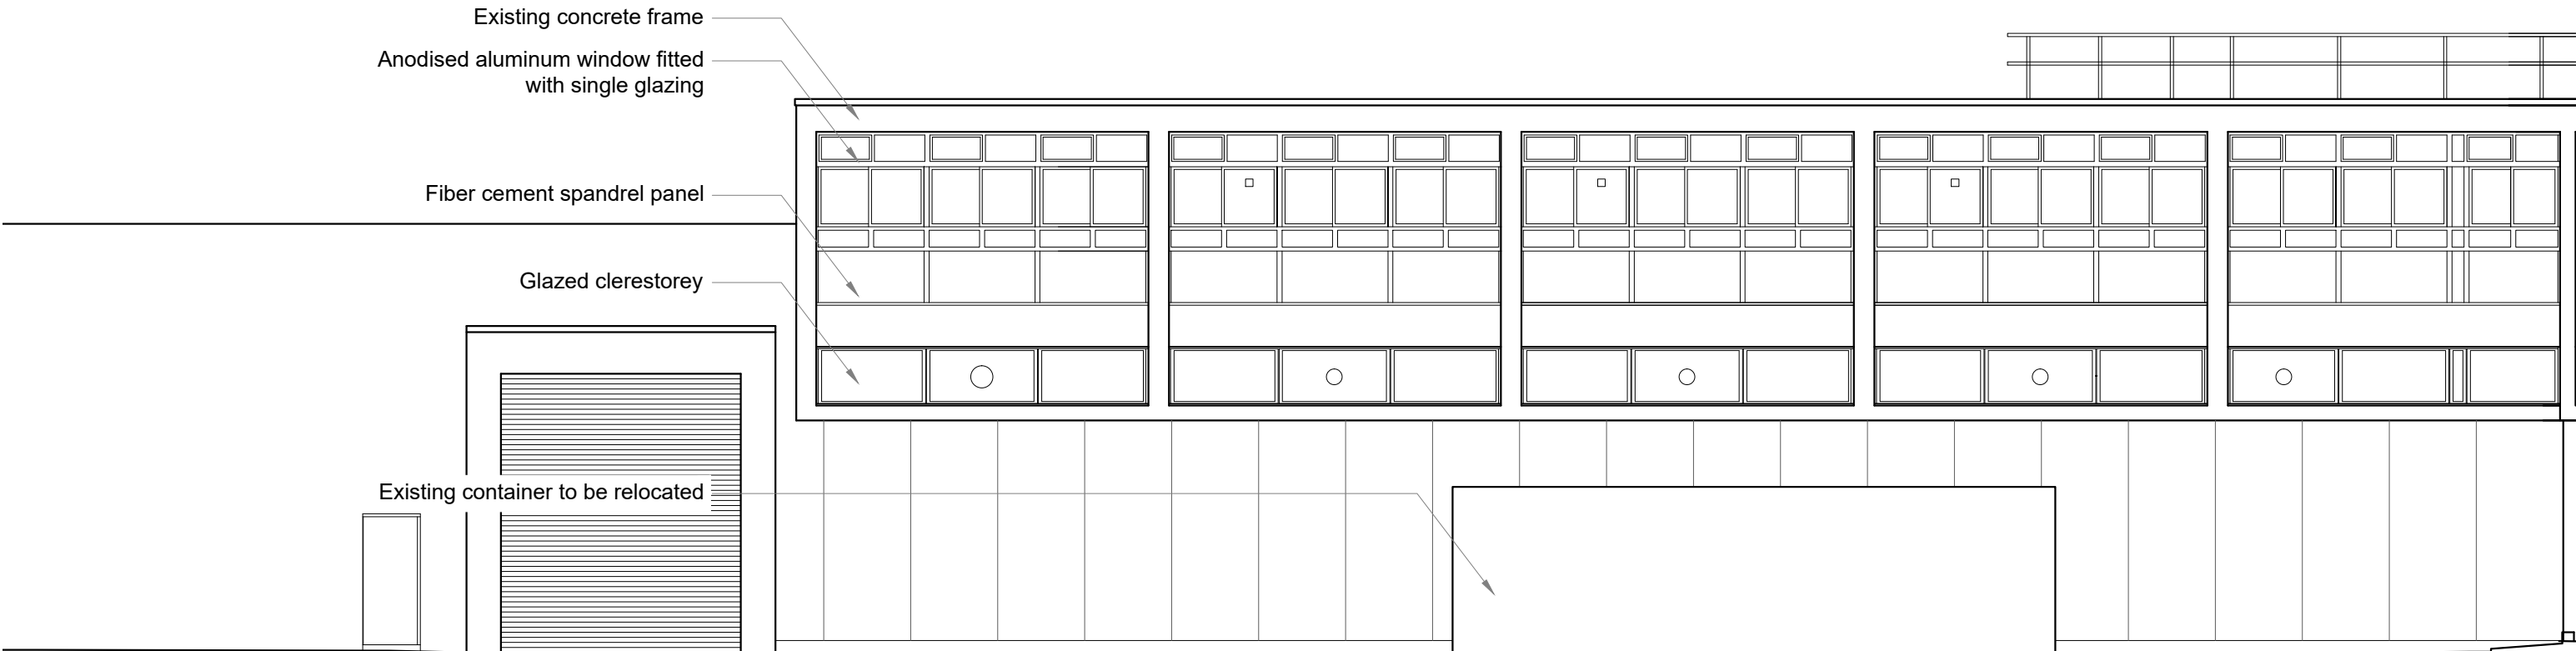 Existing concrete frame
Anodised aluminum window fitted
with single glazing
Fiber cement spandrel panel
Glazed clerestorey
Existing container to be relocated